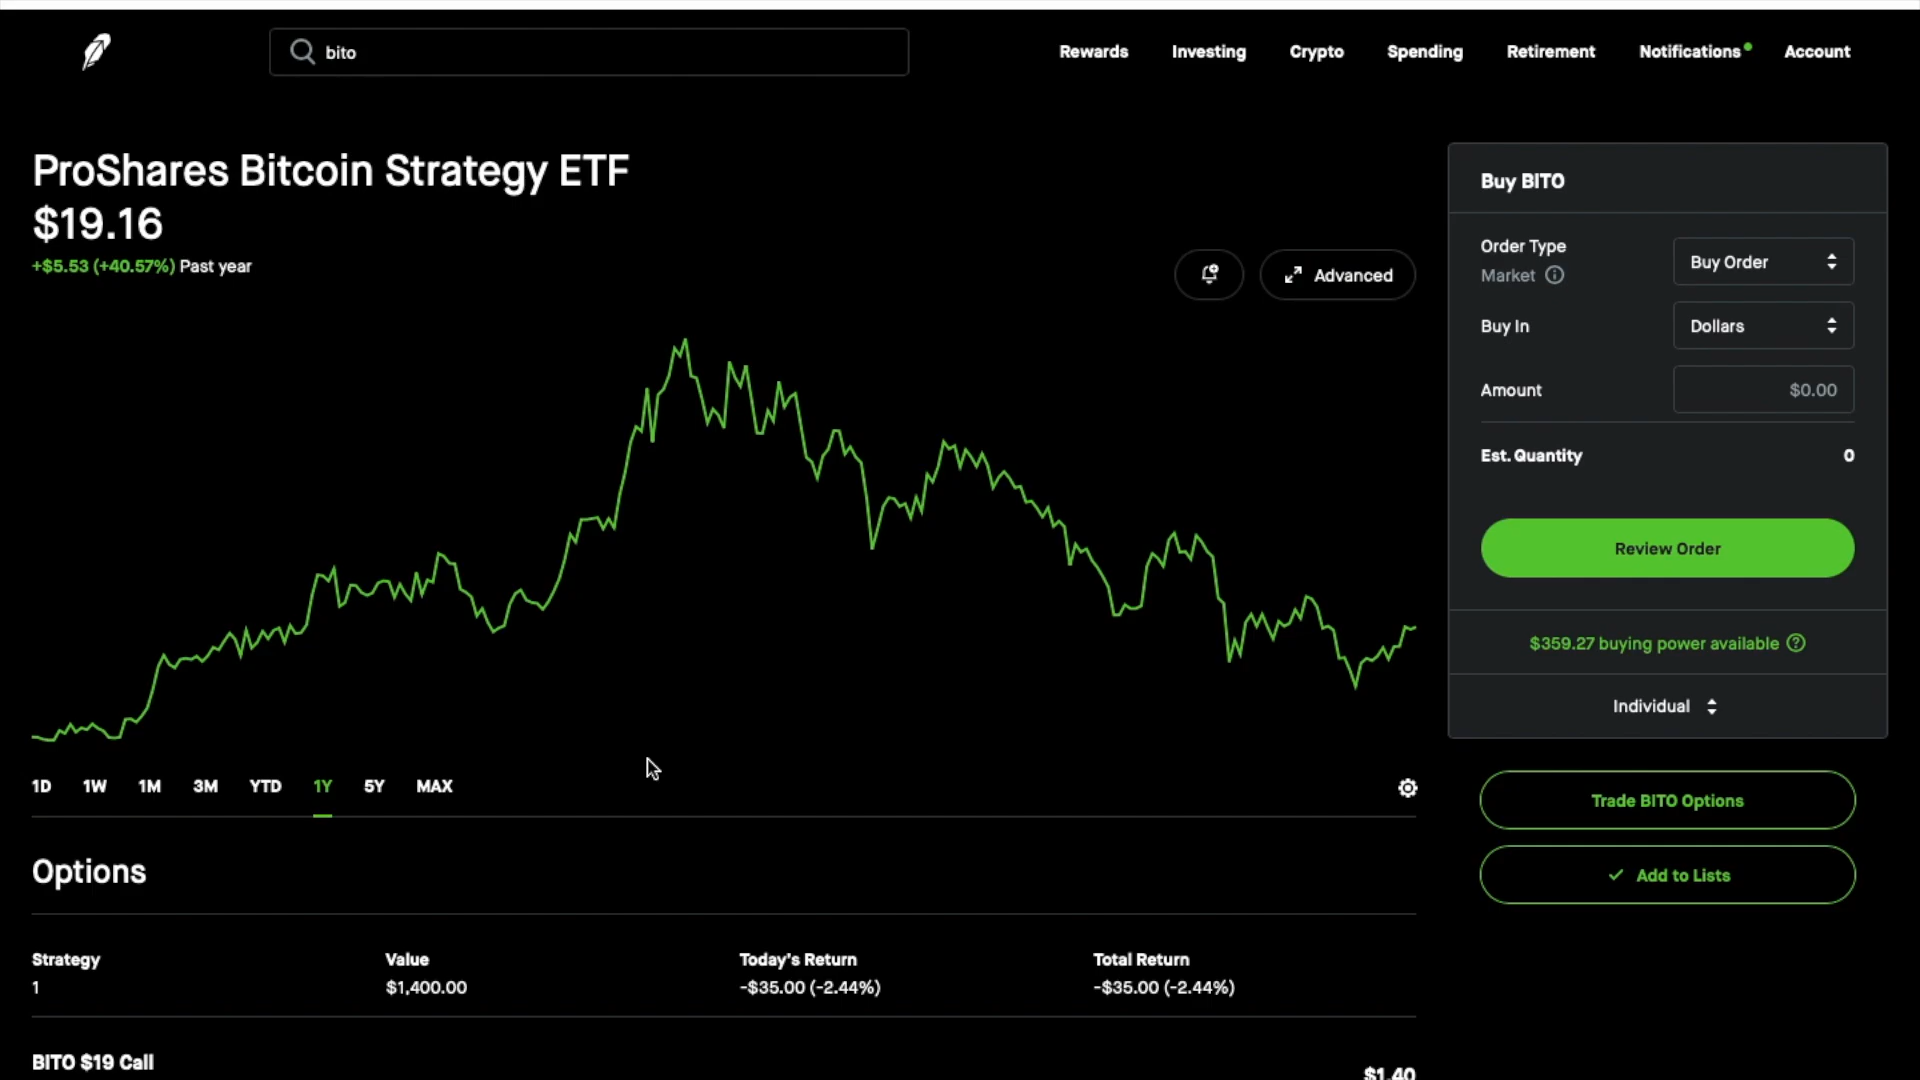 bito
Rewards
Investing
Crypto
Spending
Retirement
Notifications
Account
ProShares Bitcoin Strategy ETF
$19.16
+$5.53 (+40.57%) Past year
Advanced
1D
1W
1M
3M
YTD
1Y
5Y
MAX
Buy BITO
Order Type
Market
Buy Order
Buy In
Dollars
Amount
$0.00
Est. Quantity
0
Review Order
$359.27 buying power available
Individual
Trade BITO Options
Add to Lists
Options
Strategy
1
Value
$1,400.00
Today's Return
-$35.00 (-2.44%)
Total Return
-$35.00 (-2.44%)
BITO $19 Call
$1.40